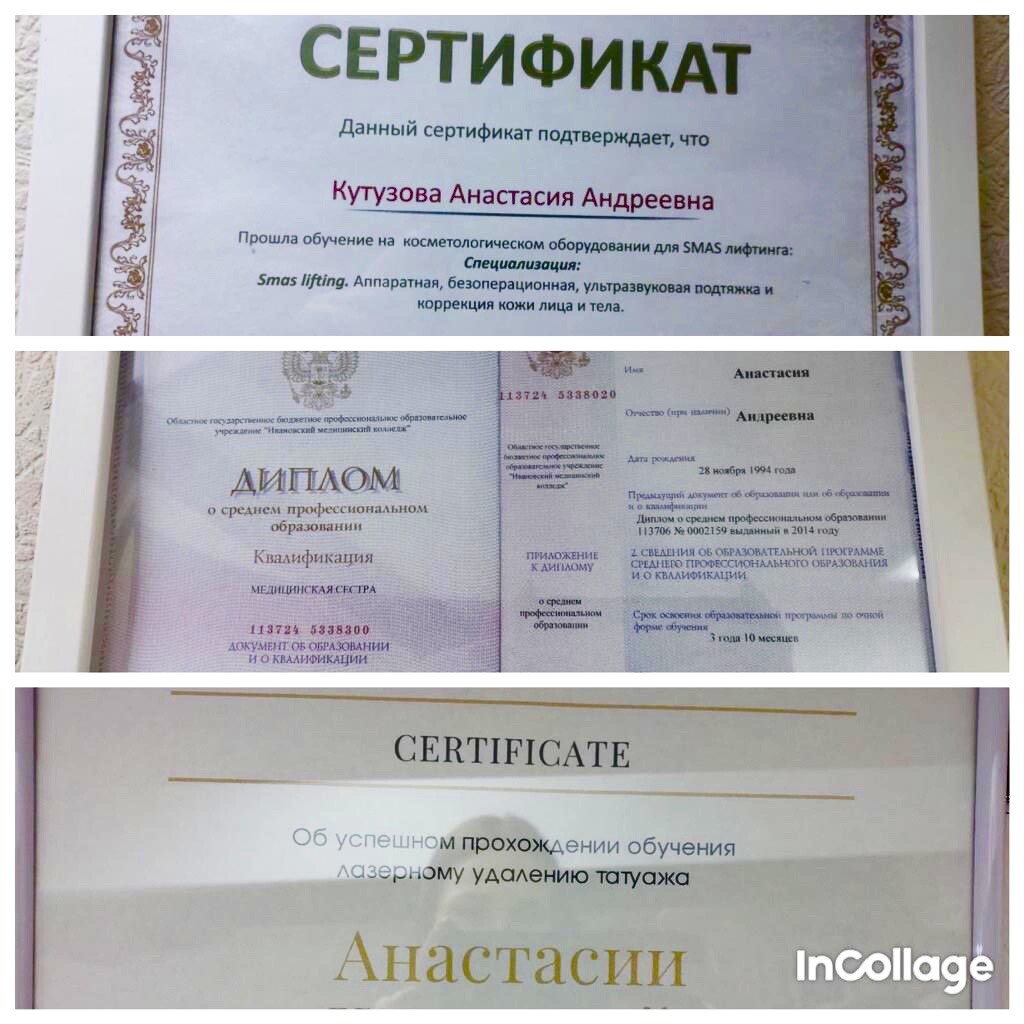 СЕРТИФИКАТ
Данный сертификат подтверждает, что
Кутузова Анастасия Андреевна
Прошла обучение на косметологическом оборудовании для SMAS лифтинга:
Специализация:
Smas lifting. Аппаратная, безоперационная, ультразвуковая подтяжка и
коррекция кожи лица и тела.
Областное государственное бюджетное профессиональное образовательное
учреждение "Ивановский медицинский колледж"
ДИПЛОМ
о среднем профессиональном
образовании
Квалификация
МЕДИЦИНСКАЯ СЕСТРА
113724 5338300
ДОКУМЕНТ ОБ ОБРАЗОВАНИИ
И О КВАЛИФИКАЦИИ
113724 5338020
Областное государственное
бюджетное профессиональное
образовательное учреждение
"Ивановский медицинский
колледж"
ПРИЛОЖЕНИЕ
К ДИПЛОМУ
о среднем
профессиональном
образовании
Имя Анастасия
Отчество (при наличии) Андреевна
Дата рождения
28 ноября 1994 года
Предыдущий документ об образовании или об образовании
и о квалификации
Диплом о среднем профессиональном образовании
113706 № 0002159 выданный в 2014 году
2. СВЕДЕНИЯ ОБ ОБРАЗОВАТЕЛЬНОЙ ПРОГРАММЕ
СРЕДНЕГО ПРОФЕССИОНАЛЬНОГО ОБРАЗОВАНИЯ
И О КВАЛИФИКАЦИИ
Срок освоения образовательной программы по очной
форме обучения
3 года 10 месяцев
CERTIFICATE
Об успешном прохождении обучения
лазерному удалению татуажа
Анастасии
InCollage